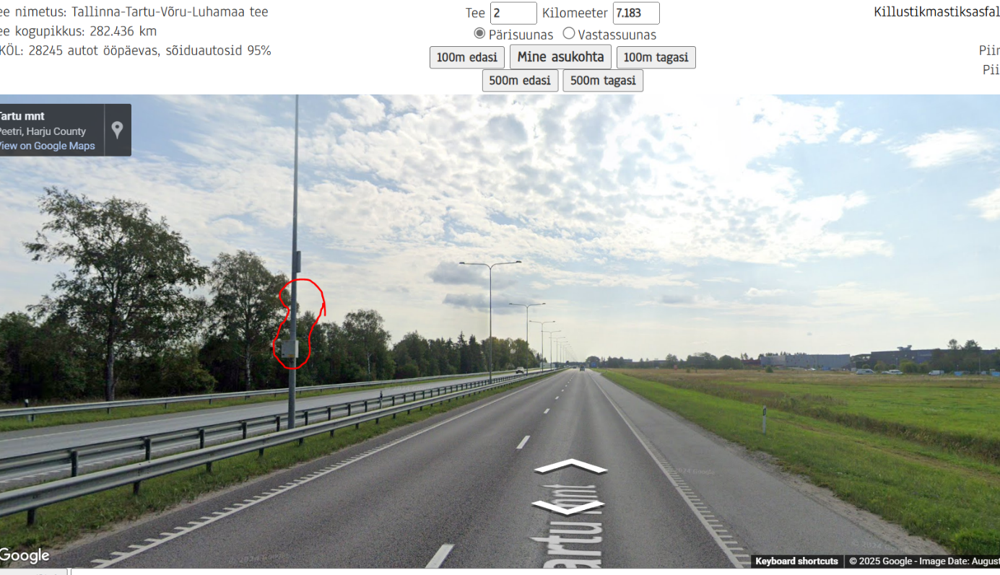 ee nimetus: Tallinna-Tartu-Võru-Luhamaa tee
ee kogupikkus: 282.436 km
KÖL: 28245 autot ööpäevas, sõiduautosid 95%
Tee 2 Kilomeeter 7.183
Pärisuunas Vastassuunas
100m edasi Mine asukohta 100m tagasi
500m edasi 500m tagasi
Killustikmastiksasfal
Piir
Pii
Tartu mnt
Peetri, Harju County
View on Google Maps
artu mnt
Google
Keyboard shortcuts © 2025 Google - Image Date: August